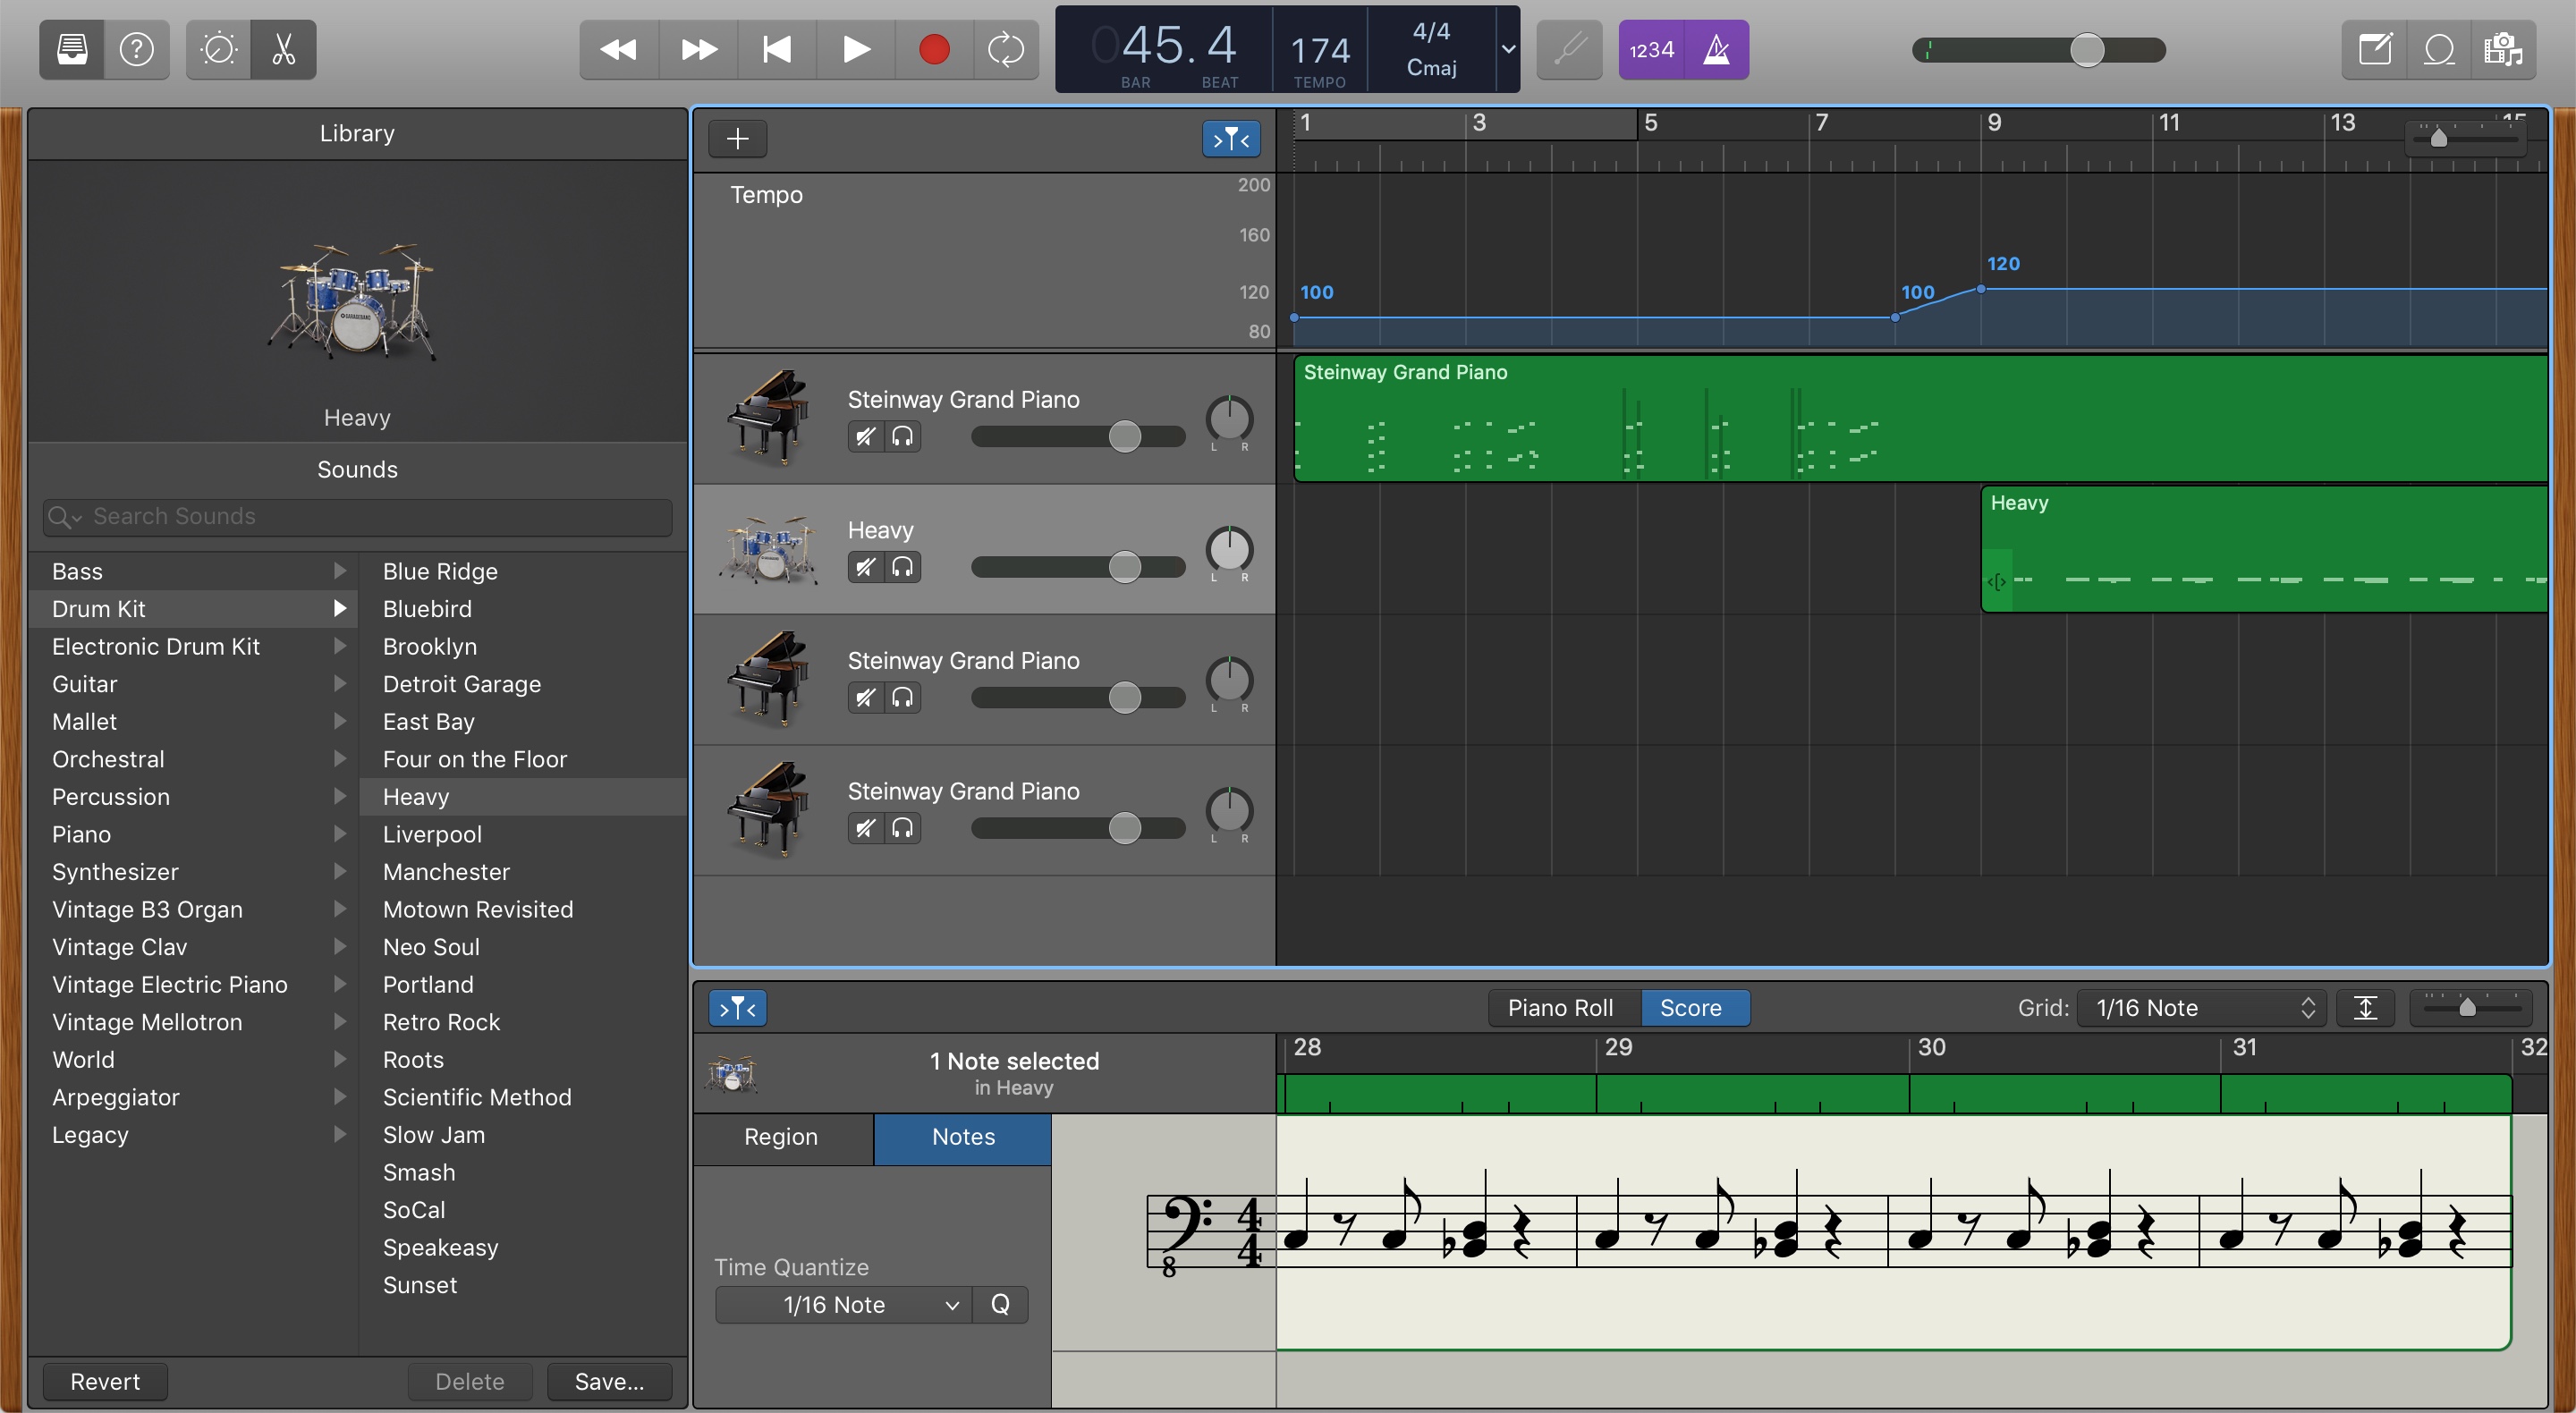 045.4
BAR
BEAT
174
TEMPO
4/4
Cmaj
1234
Library
Heavy
Sounds
Search Sounds
Bass
Drum Kit
Electronic Drum Kit
Guitar
Mallet
Orchestral
Percussion
Piano
Synthesizer
Vintage B3 Organ
Vintage Clav
Vintage Electric Piano
Vintage Mellotron
World
Arpeggiator
Legacy
Blue Ridge
Bluebird
Brooklyn
Detroit Garage
East Bay
Four on the Floor
Heavy
Liverpool
Manchester
Motown Revisited
Neo Soul
Portland
Retro Rock
Roots
Scientific Method
Slow Jam
Smash
SoCal
Speakeasy
Sunset
Revert
Delete
Save...
1 3 5 7 9 11 13 15
Tempo
200
160
120
80
100
100
120
Steinway Grand Piano
L R
Steinway Grand Piano
Heavy
L R
Heavy
Steinway Grand Piano
L R
Steinway Grand Piano
L R
Piano Roll
Score
Grid:
1/16 Note
1 Note selected
in Heavy
28 29 30 31 32
Region
Notes
Time Quantize
1/16 Note
Q
4
4
8